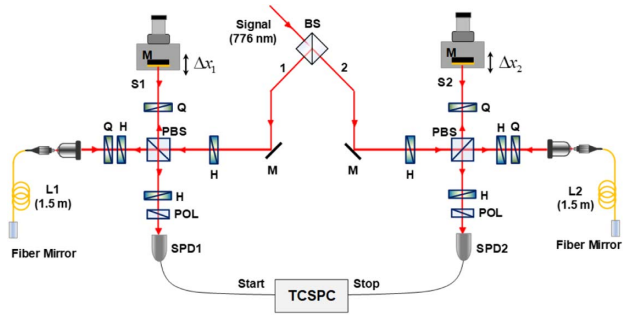 Signal
(776 nm)
BS
M
Δx₁
S1
1
2
M
Δx₂
S2
Q
Q
Q
H
PBS
H
M
M
H
PBS
H
Q
L1
(1.5 m)
Fiber Mirror
H
POL
SPD1
H
POL
SPD2
L2
(1.5 m)
Fiber Mirror
Start
TCSPC
Stop